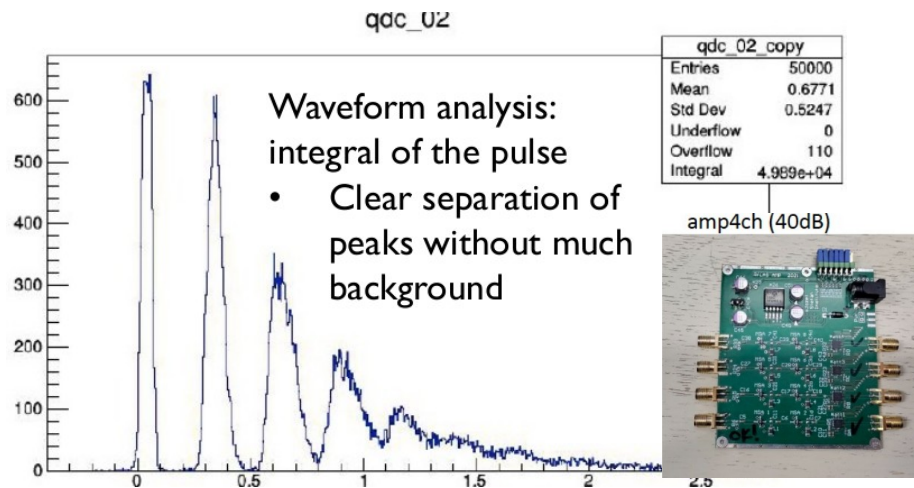 qdc_02
qdc_02_copy
Entries 50000
Mean 0.6771
Std Dev 0.5247
Underflow 0
Overflow 110
Integral 4.989e+04
Waveform analysis:
integral of the pulse
• Clear separation of
peaks without much
background
600
500
400
300
200
100
0
0 0.5 1 1.5 2 2.5
amp4ch (40dB)
OK!